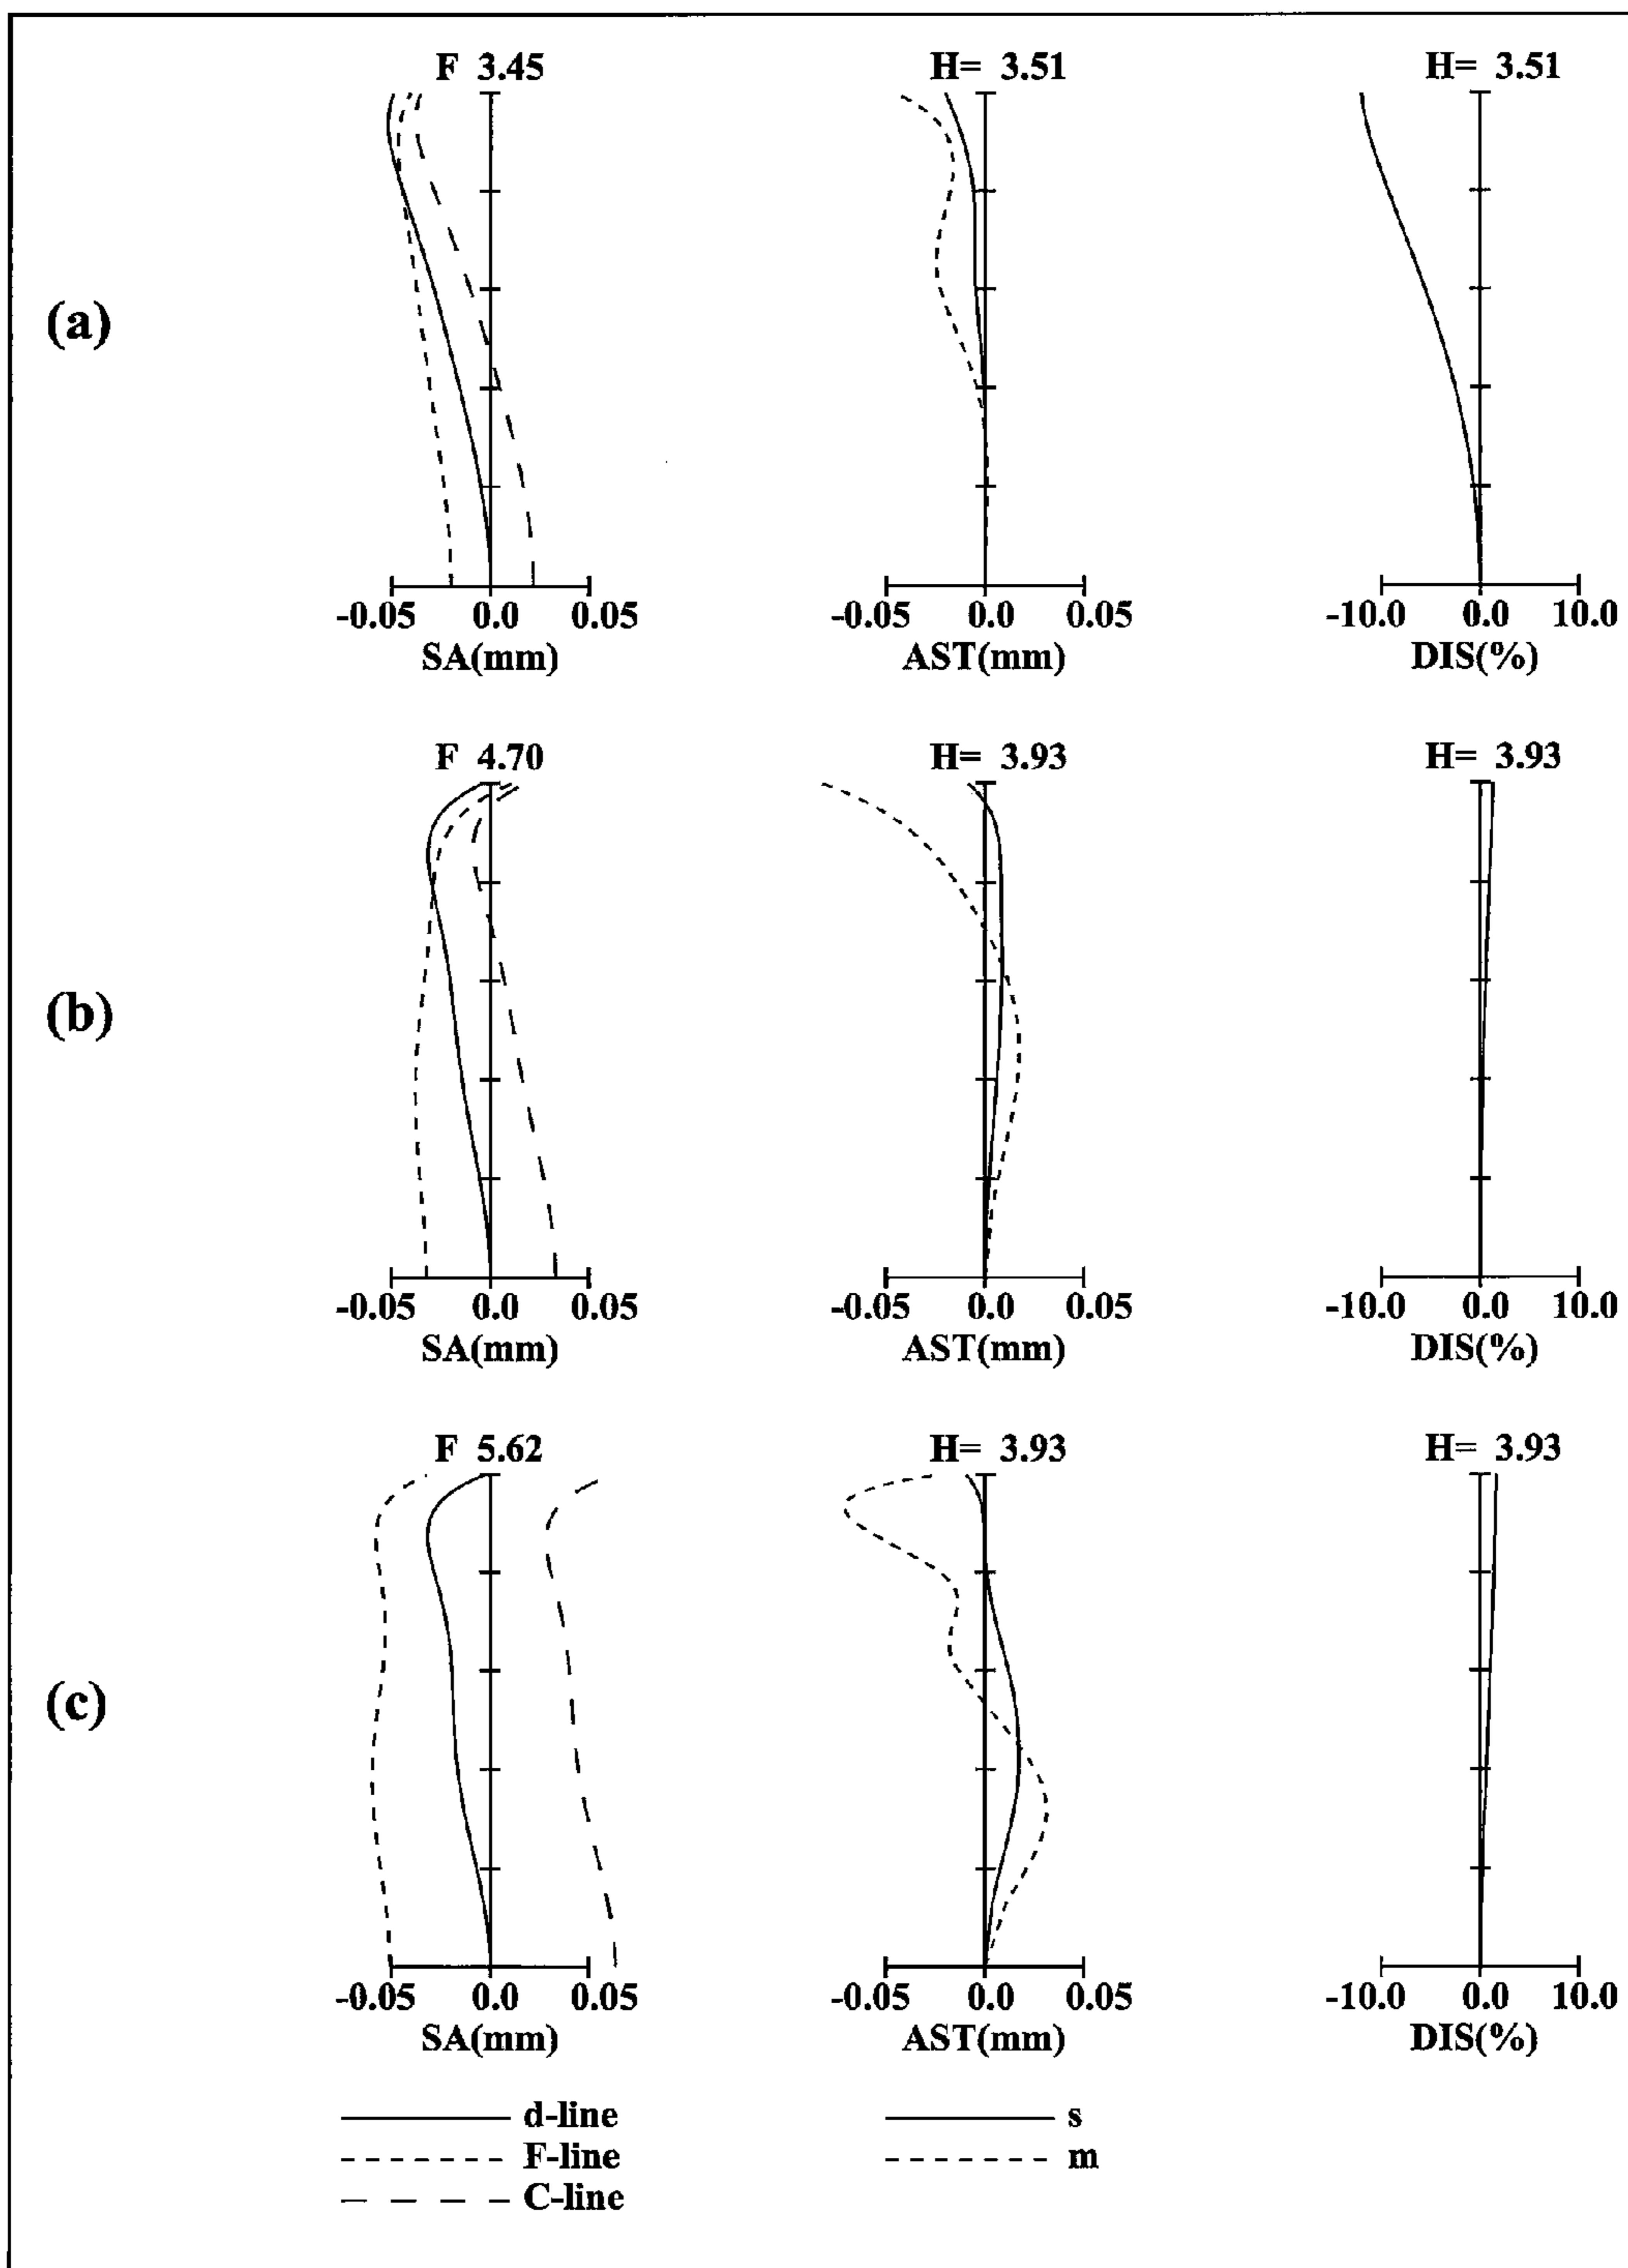 F 3.45 H= 3.51 H= 3.51
(a)
-0.05 0.0 0.05 -0.05 0.0 0.05 -10.0 0.0 10.0
SA(mm) AST(mm) DIS(%)
F 4.70 H= 3.93 H= 3.93
(b)
-0.05 0.0 0.05 -0.05 0.0 0.05 -10.0 0.0 10.0
SA(mm) AST(mm) DIS(%)
F 5.62 H= 3.93 H= 3.93
(c)
-0.05 0.0 0.05 -0.05 0.0 0.05 -10.0 0.0 10.0
SA(mm) AST(mm) DIS(%)
d-line s
F-line m
C-line